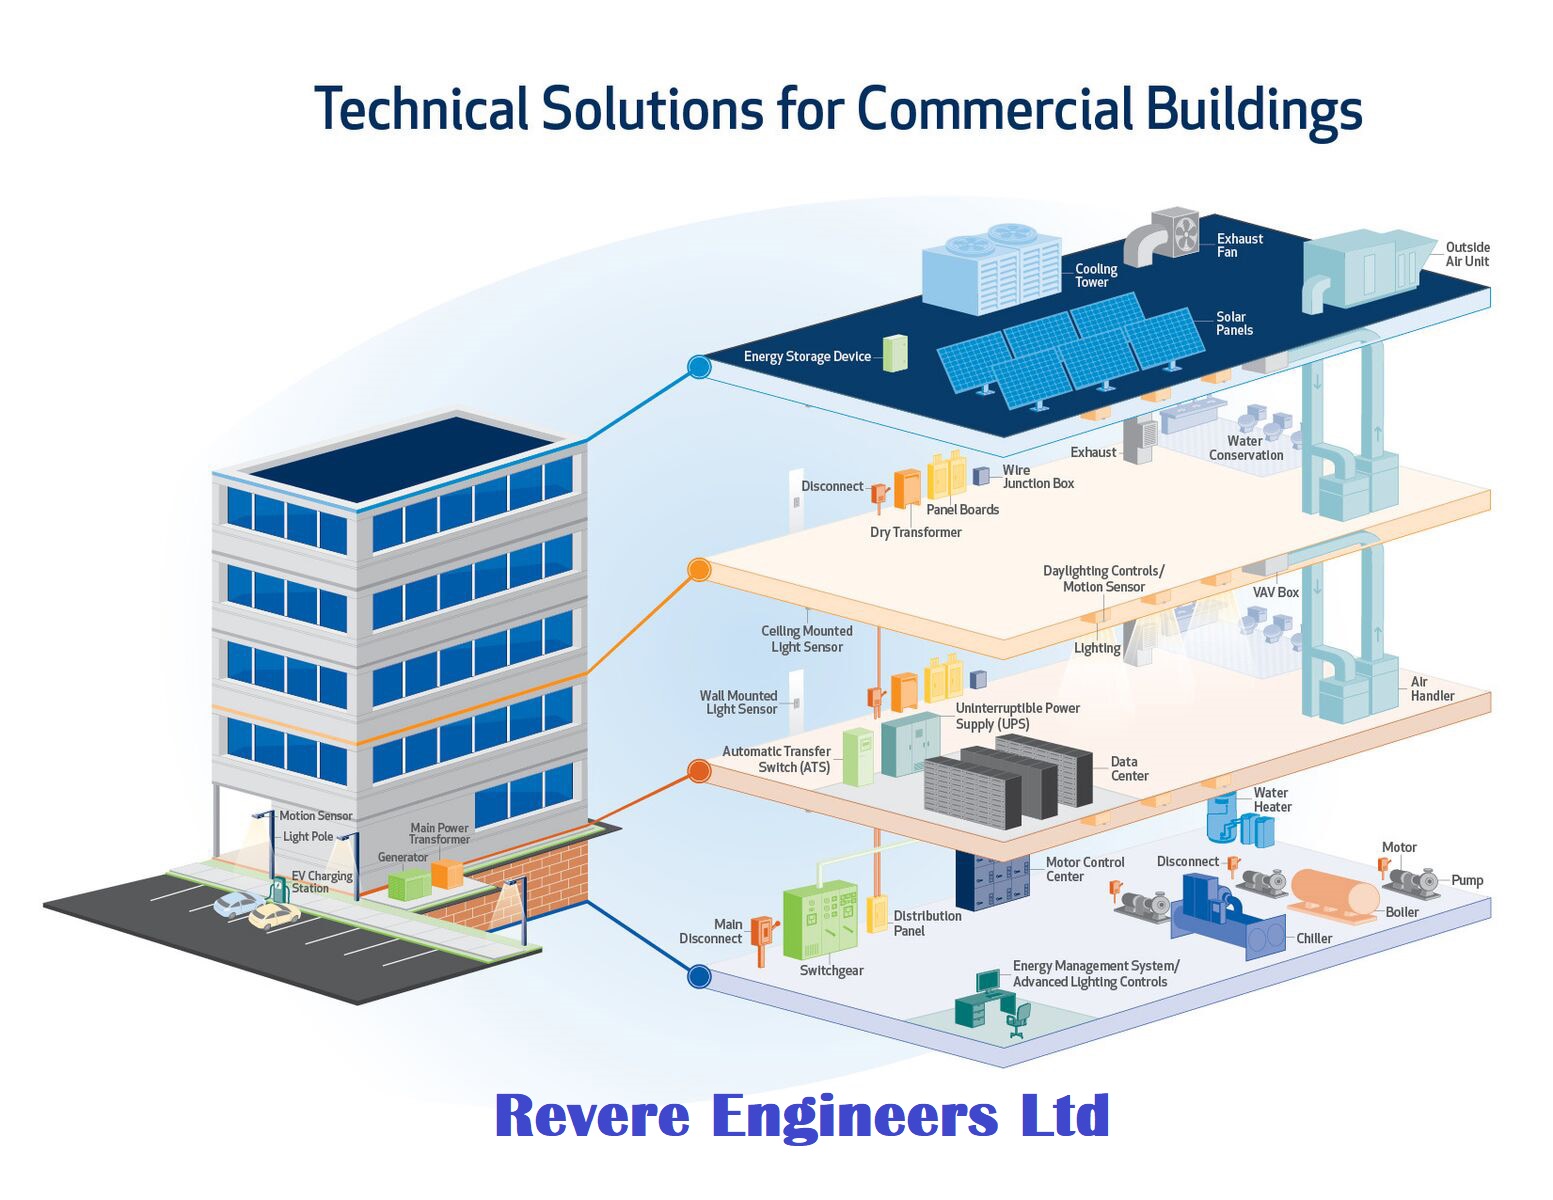 Technical Solutions for Commercial Buildings
Exhaust
Fan
Outside
Air Unit
Cooling
Tower
Solar
Panels
Energy Storage Device
Water
Conservation
Exhaust
Wire
Junction Box
Disconnect
Panel Boards
Dry Transformer
Daylighting Controls/
Motion Sensor
VAV Box
Ceiling Mounted
Light Sensor
Lighting
Air
Handler
Wall Mounted
Light Sensor
Uninterruptible Power
Supply (UPS)
Automatic Transfer
Switch (ATS)
Data
Center
Water
Heater
Motion Sensor
Light Pole
Main Power
Transformer
Generator
EV Charging
Station
Motor
Disconnect
Motor Control
Center
Pump
Boiler
Distribution
Panel
Main
Disconnect
Chiller
Switchgear
Energy Management System/
Advanced Lighting Controls
Revere Engineers Ltd